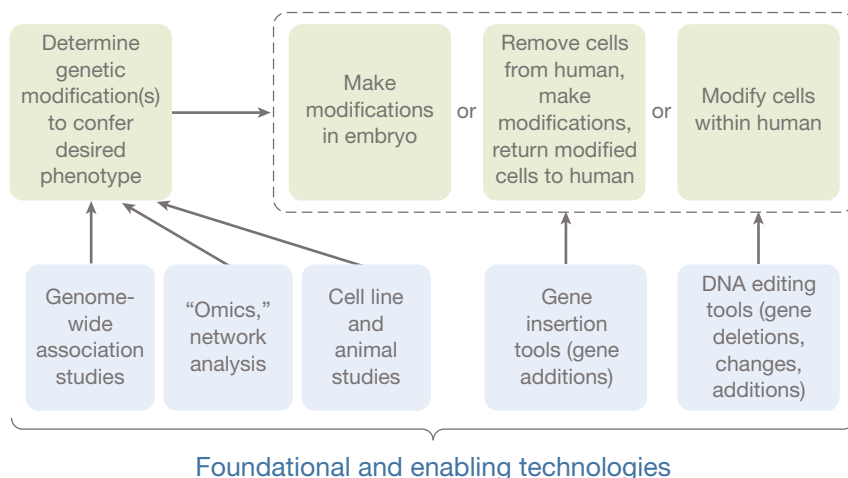 Determine
genetic
modification(s)
to confer
desired
phenotype
Make
modifications
in embryo
or
Remove cells
from human,
make
modifications,
return modified
cells to human
or
Modify cells
within human
Genome-
wide
association
studies
“Omics,”
network
analysis
Cell line
and
animal
studies
Gene
insertion
tools (gene
additions)
DNA editing
tools (gene
deletions,
changes,
additions)
Foundational and enabling technologies